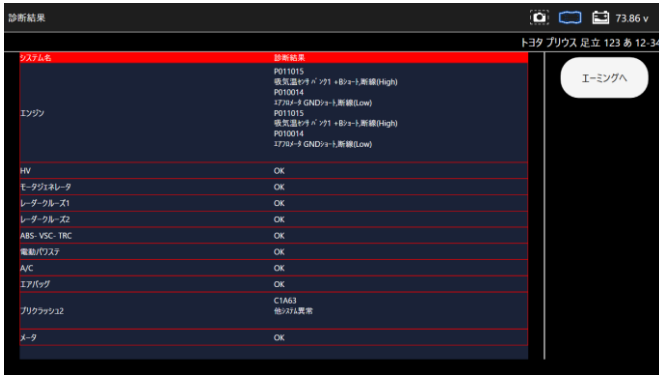 診断結果
73.86 v
トヨタ プリウス 足立 123 あ 12-34
システム名 診断結果
エンジン
P011015
吸気温ｾﾝｻ ﾊﾞﾝｸ1 +Bｼｮｰﾄ,断線(High)
P010014
ｴｱﾌﾛﾒｰﾀ GNDｼｮｰﾄ,断線(Low)
P011015
吸気温ｾﾝｻ ﾊﾞﾝｸ1 +Bｼｮｰﾄ,断線(High)
P010014
ｴｱﾌﾛﾒｰﾀ GNDｼｮｰﾄ,断線(Low)
HV OK
モータジェネレータ OK
レーダークルーズ1 OK
レーダークルーズ2 OK
ABS- VSC- TRC OK
電動パワステ OK
A/C OK
エアバッグ OK
プリクラッシュ2
C1A63
他ｼｽﾃﾑ異常
メータ OK
エーミングへ